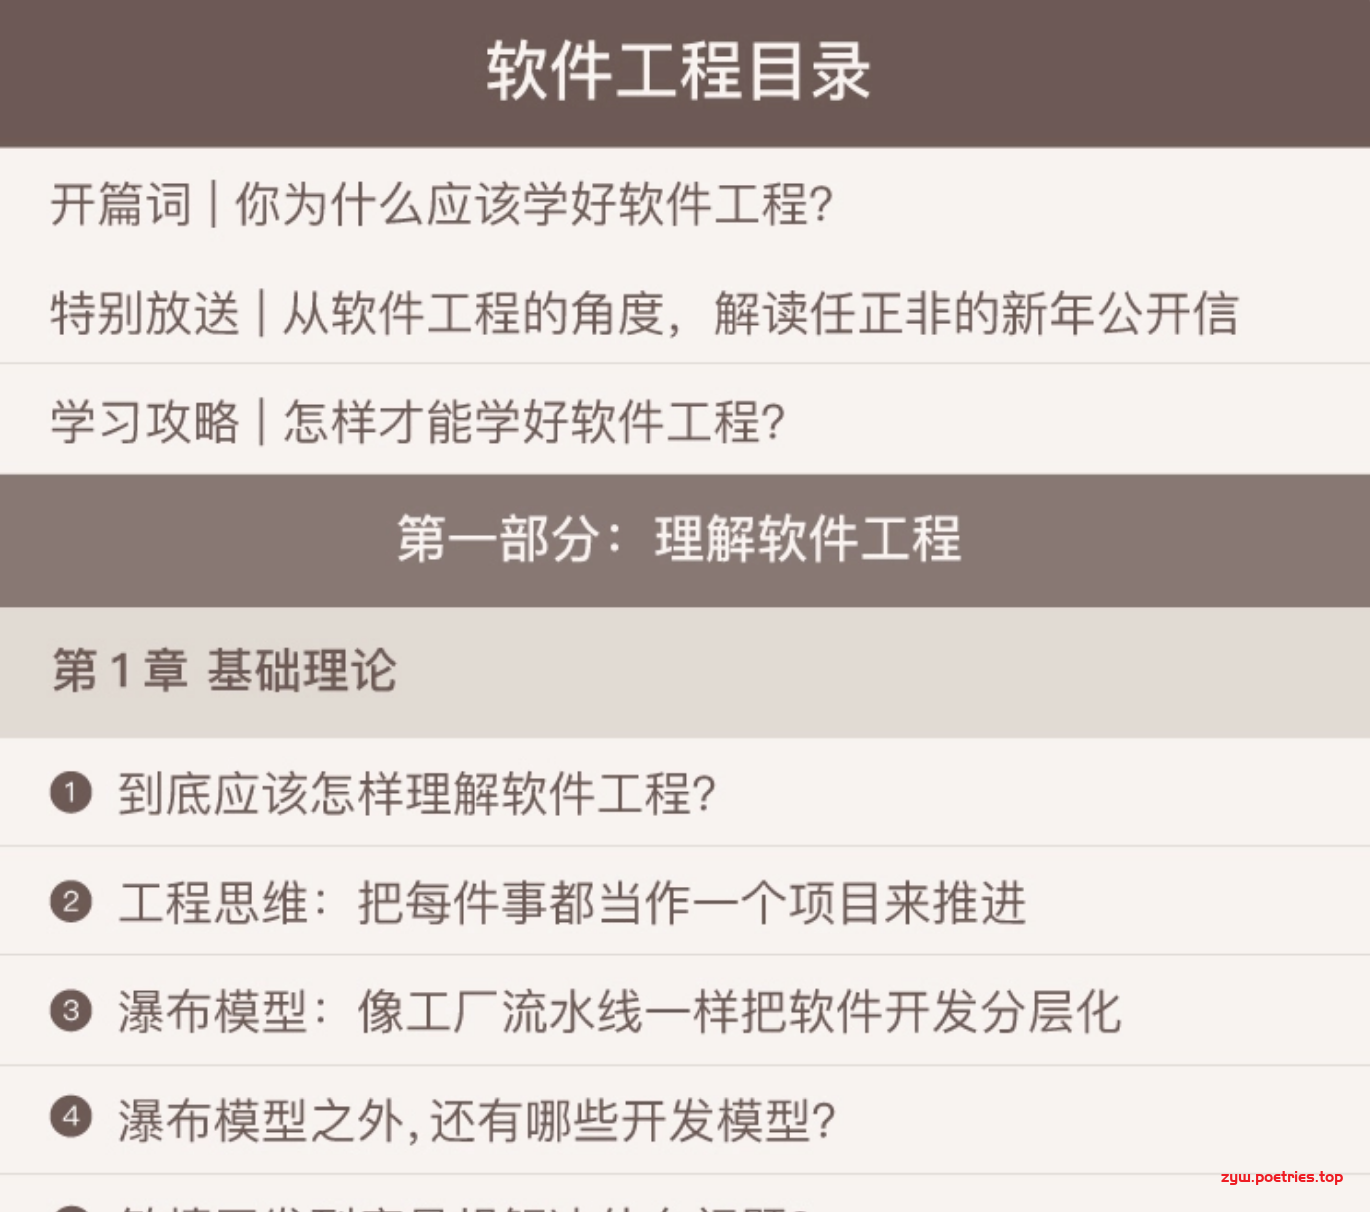 软件工程目录
开篇词｜你为什么应该学好软件工程？
特别放送｜从软件工程的角度，解读任正非的新年公开信
学习攻略｜怎样才能学好软件工程？
第一部分：理解软件工程
第 1 章 基础理论
1 到底应该怎样理解软件工程？
2 工程思维：把每件事都当作一个项目来推进
3 瀑布模型：像工厂流水线一样把软件开发分层化
4 瀑布模型之外,还有哪些开发模型？
zyw.poetries.top